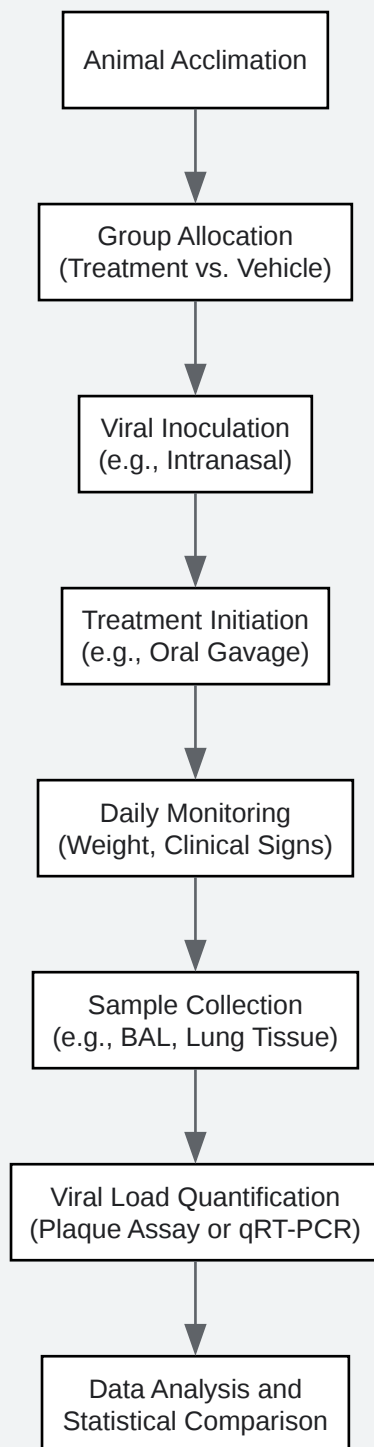 Animal Acclimation
Group Allocation
(Treatment vs. Vehicle)
Viral Inoculation
(e.g., Intranasal)
Treatment Initiation
(e.g., Oral Gavage)
Daily Monitoring
(Weight, Clinical Signs)
Sample Collection
(e.g., BAL, Lung Tissue)
Viral Load Quantification
(Plaque Assay or qRT-PCR)
Data Analysis and
Statistical Comparison